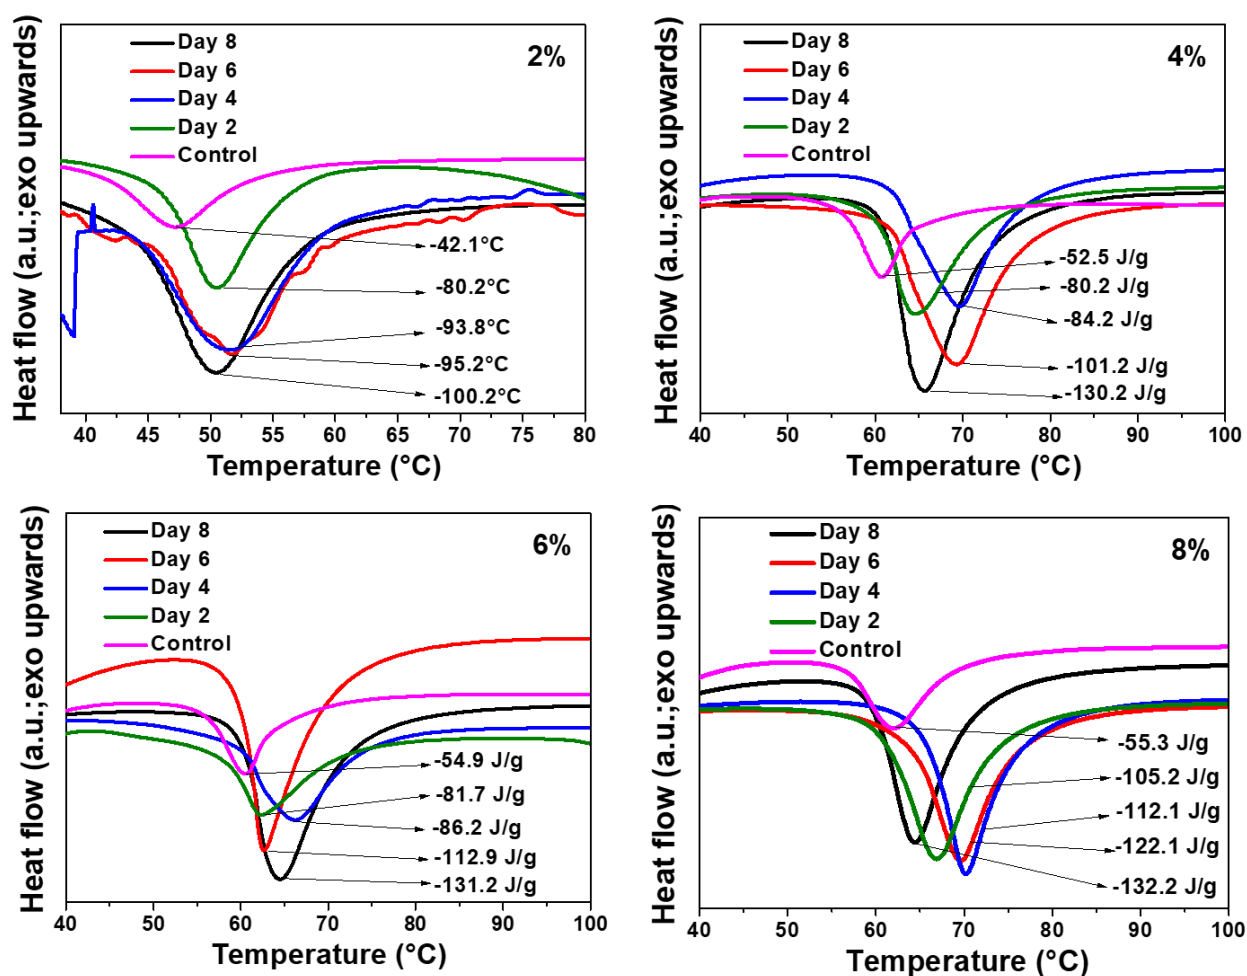 Heat flow (a.u.;exo upwards)
Day 8
Day 6
Day 4
Day 2
Control
2%
-42.1°C
-80.2°C
-93.8°C
-95.2°C
-100.2°C
40 45 50 55 60 65 70 75 80
Temperature (°C)
Heat flow (a.u.;exo upwards)
Day 8
Day 6
Day 4
Day 2
Control
4%
-52.5 J/g
-80.2 J/g
-84.2 J/g
-101.2 J/g
-130.2 J/g
40 50 60 70 80 90 100
Temperature (°C)
Heat flow (a.u.;exo upwards)
Day 8
Day 6
Day 4
Day 2
Control
6%
-54.9 J/g
-81.7 J/g
-86.2 J/g
-112.9 J/g
-131.2 J/g
40 50 60 70 80 90 100
Temperature (°C)
Heat flow (a.u.;exo upwards)
Day 8
Day 6
Day 4
Day 2
Control
8%
-55.3 J/g
-105.2 J/g
-112.1 J/g
-122.1 J/g
-132.2 J/g
40 50 60 70 80 90 100
Temperature (°C)